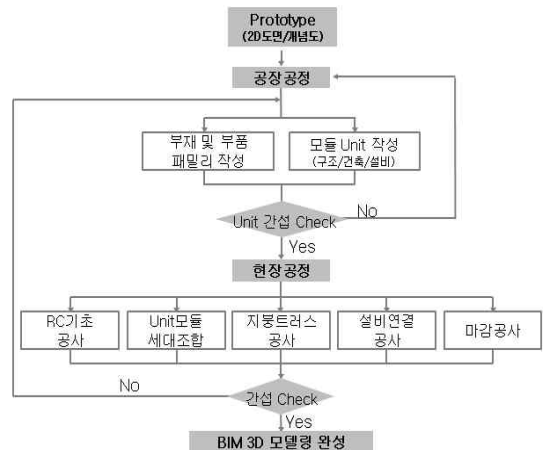 Prototype
(2D도면/개념도)
공장공정
부재 및 부품
패밀리 작성
모듈 Unit 작성
(구조/건축/설비)
Unit 간섭 Check
No
Yes
현장공정
RC기초
공사
Unit모듈
세대조합
지붕트러스
공사
설비연결
공사
마감공사
No
간섭 Check
Yes
BIM 3D 모델링 완성